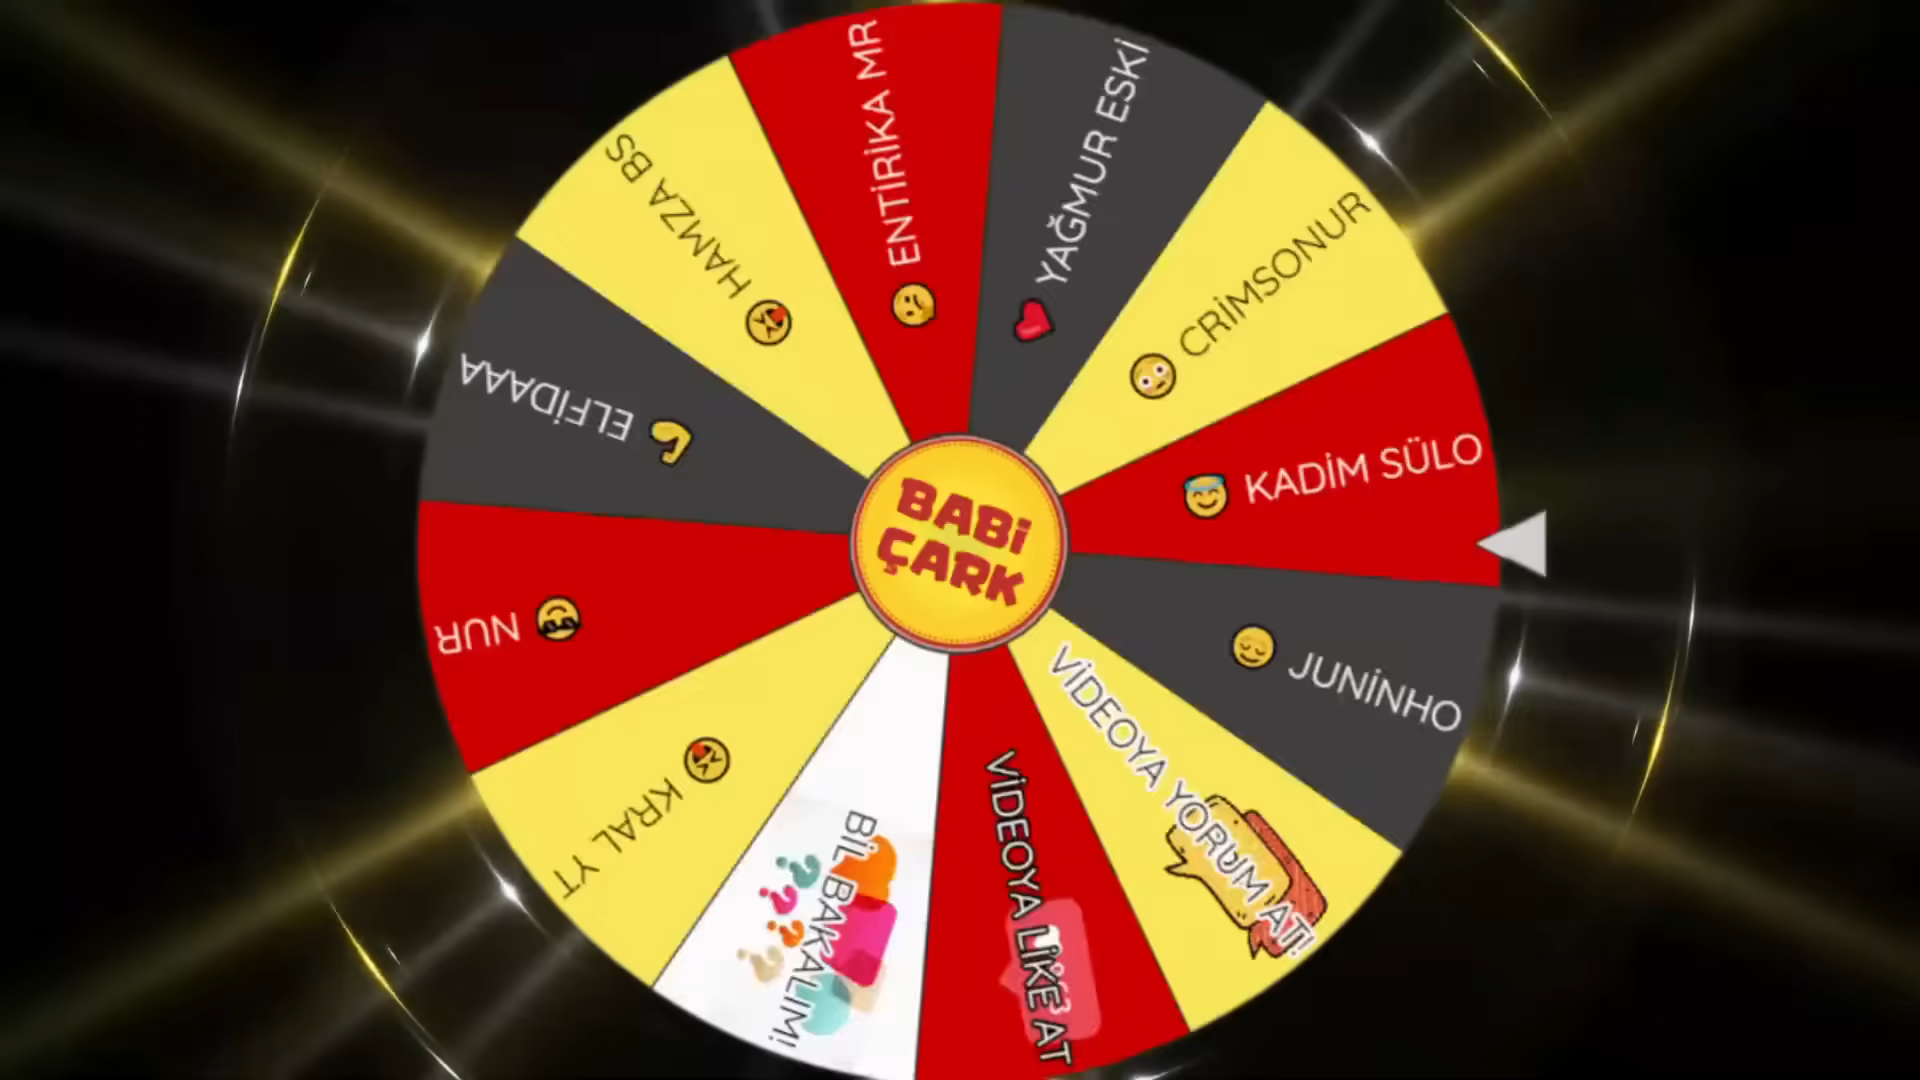 ENTİRİKA MR
YAĞMUR ESKİ
CRİMSONUR
KADİM SÜLO
JUNİNHO
VİDEOYA YORUM AT!
VİDEOYA LİKE AT
BİL BAKALIM!
KRAL YT
NUR
ELFİDAAA
HAMZA BS
BABİ
ÇARK